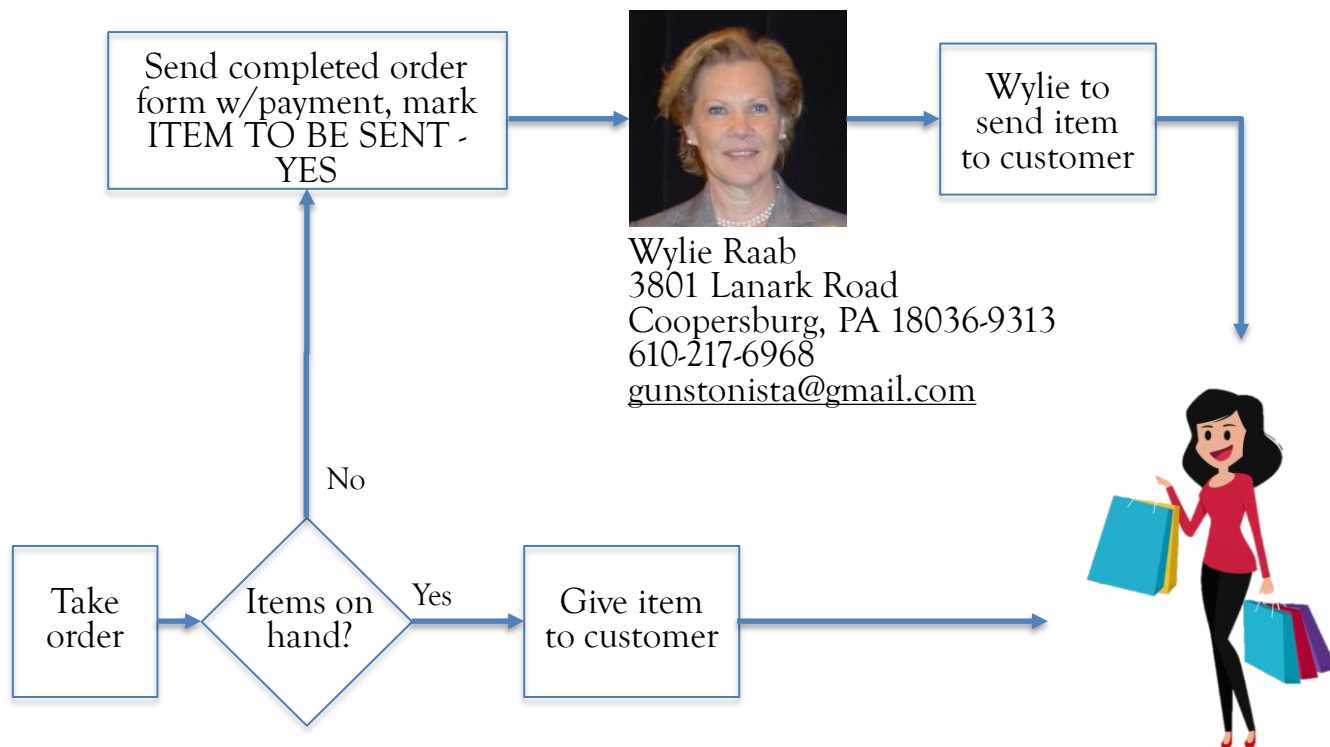 Send completed order
form w/payment, mark
ITEM TO BE SENT -
YES
Wylie to
send item
to customer
Wylie Raab
3801 Lanark Road
Coopersburg, PA 18036-9313
610-217-6968
gunstonista@gmail.com
No
Take
order
Items on
hand?
Yes
Give item
to customer